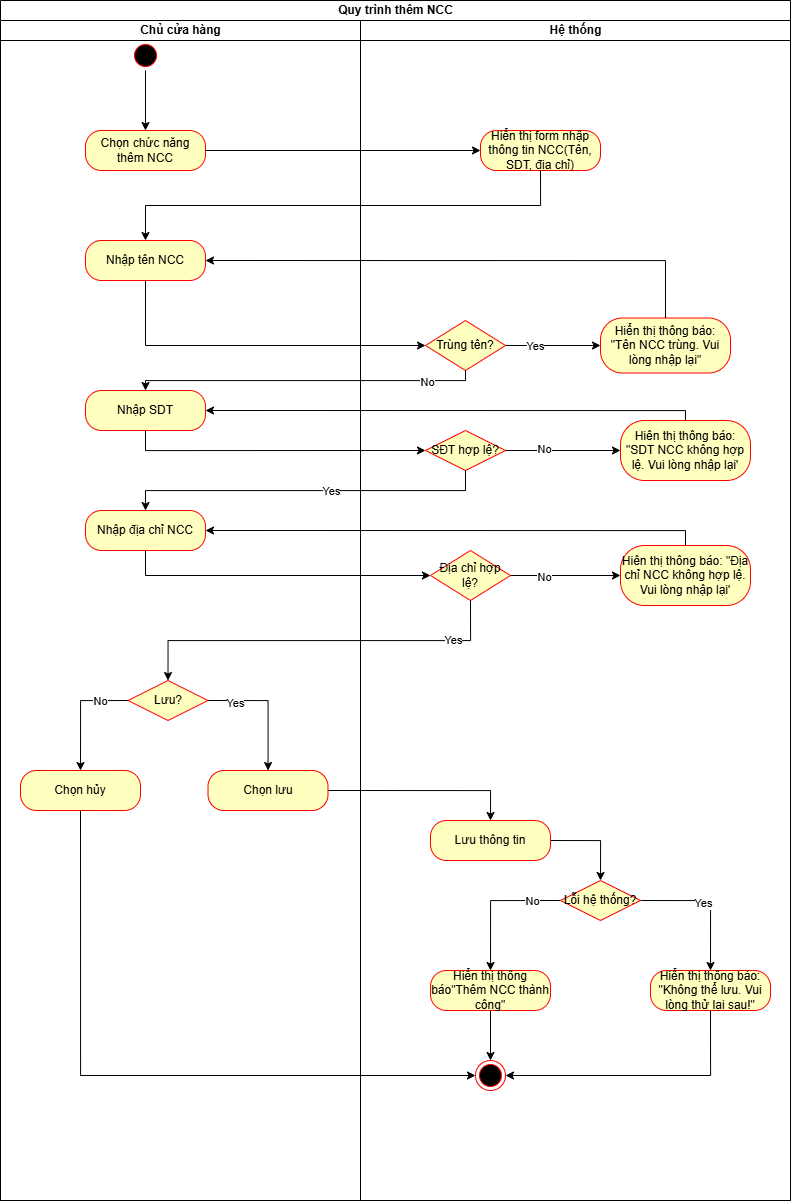 Quy trình thêm NCC
Chủ cửa hàng
Hệ thống
Chọn chức năng
thêm NCC
Hiển thị form nhập
thông tin NCC(Tên,
SDT, địa chỉ)
Nhập tên NCC
Trùng tên?
Yes
Hiển thị thông báo:
"Tên NCC trùng. Vui
lòng nhập lại"
No
Nhập SDT
SĐT hợp lệ?
No
Hiên thị thông báo:
"SDT NCC không hợp
lệ. Vui lòng nhập lại'
Yes
Nhập địa chỉ NCC
Địa chỉ hợp
lệ?
No
Hiển thị thông báo: "Địa
chỉ NCC không hợp lệ.
Vui lòng nhập lại'
Yes
Lưu?
No
Yes
Chọn hủy
Chọn lưu
Lưu thông tin
Lỗi hệ thống?
No
Yes
Hiển thị thông
báo"Thêm NCC thành
công"
Hiển thị thông báo:
"Không thể lưu. Vui
lòng thử lại sau!"